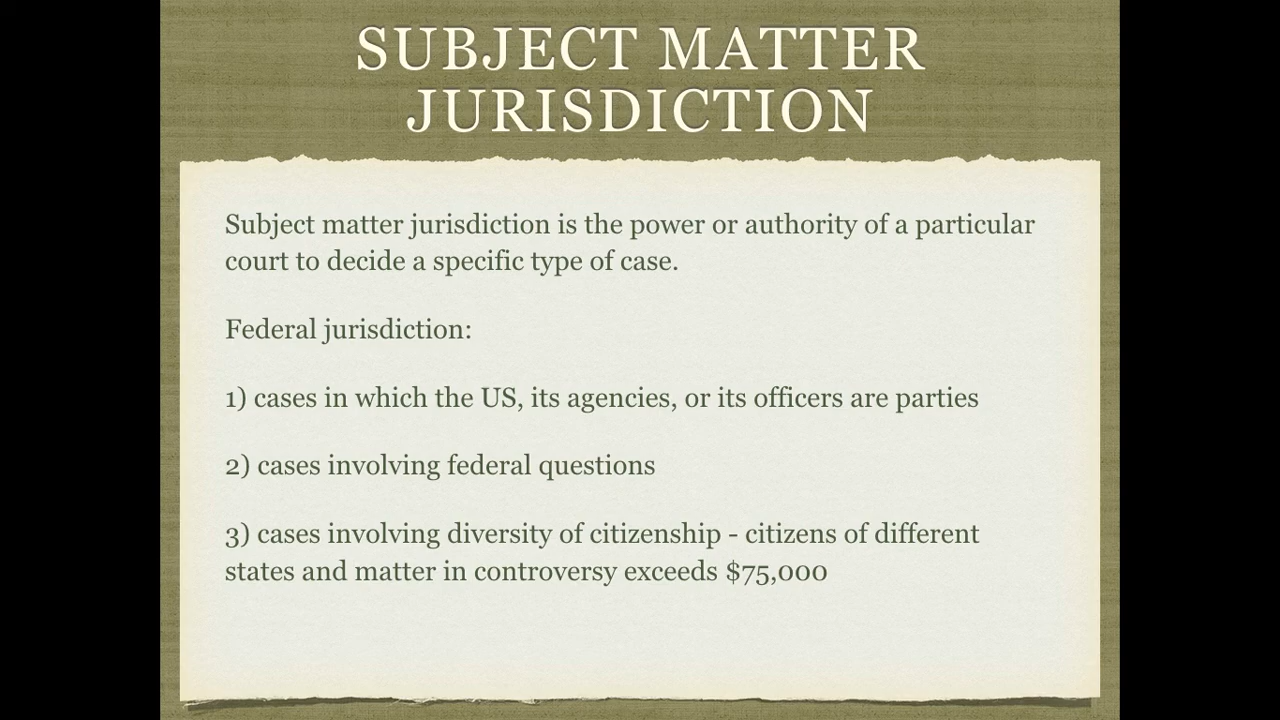 SUBJECT MATTER
JURISDICTION
Subject matter jurisdiction is the power or authority of a particular
court to decide a specific type of case.
Federal jurisdiction:
1) cases in which the US, its agencies, or its officers are parties
2) cases involving federal questions
3) cases involving diversity of citizenship - citizens of different
states and matter in controversy exceeds $75,000